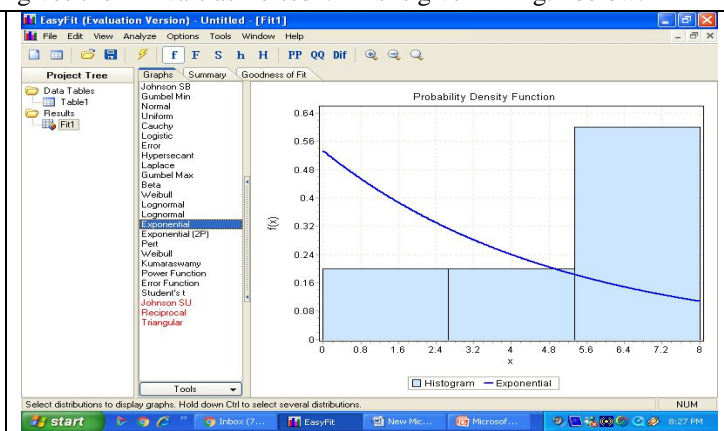 EasyFit (Evaluation Version) - Untitled - [Fit1]
File Edit View Analyze Options Tools Window Help
f F S h H PP QQ Dif
Project Tree
Data Tables
Table1
Results
Fit1
Graphs Summary Goodness of Fit
Johnson SB
Gumbel Min
Normal
Uniform
Cauchy
Logistic
Error
Hypersecant
Laplace
Gumbel Max
Beta
Weibull
Lognormal
Lognormal
Exponential
Exponential (2P)
Pert
Weibull
Kumaraswamy
Power Function
Error Function
Student's t
Johnson SU
Reciprocal
Triangular
Tools
Probability Density Function
f(x)
0.64
0.56
0.48
0.4
0.32
0.24
0.16
0.08
0
0 0.8 1.6 2.4 3.2 4 4.8 5.6 6.4 7.2 8
x
Histogram Exponential
Select distributions to display graphs. Hold down Ctrl to select several distributions.
NUM
start
Inbox (7...
EasyFit
New Mic...
Microsof...
8:27 PM